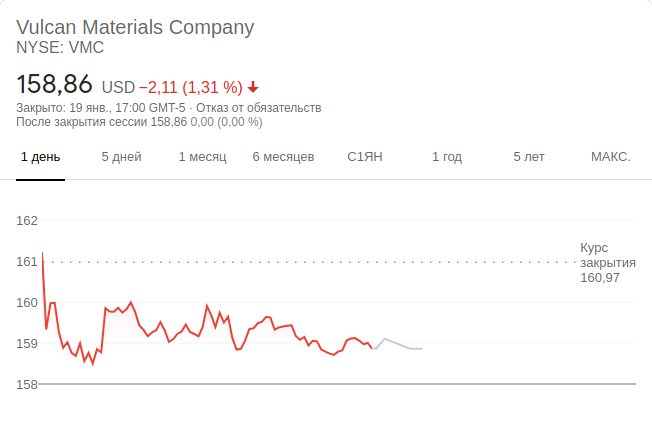 Vulcan Materials Company
NYSE: VMC
158,86 USD −2,11 (1,31 %)
Закрыто: 19 янв., 17:00 GMT-5 · Отказ от обязательств
После закрытия сессии 158,86 0,00 (0,00 %)
1 день 5 дней 1 месяц 6 месяцев С1ЯН 1 год 5 лет МАКС.
162
161
160
159
158
Курс
закрытия
160,97